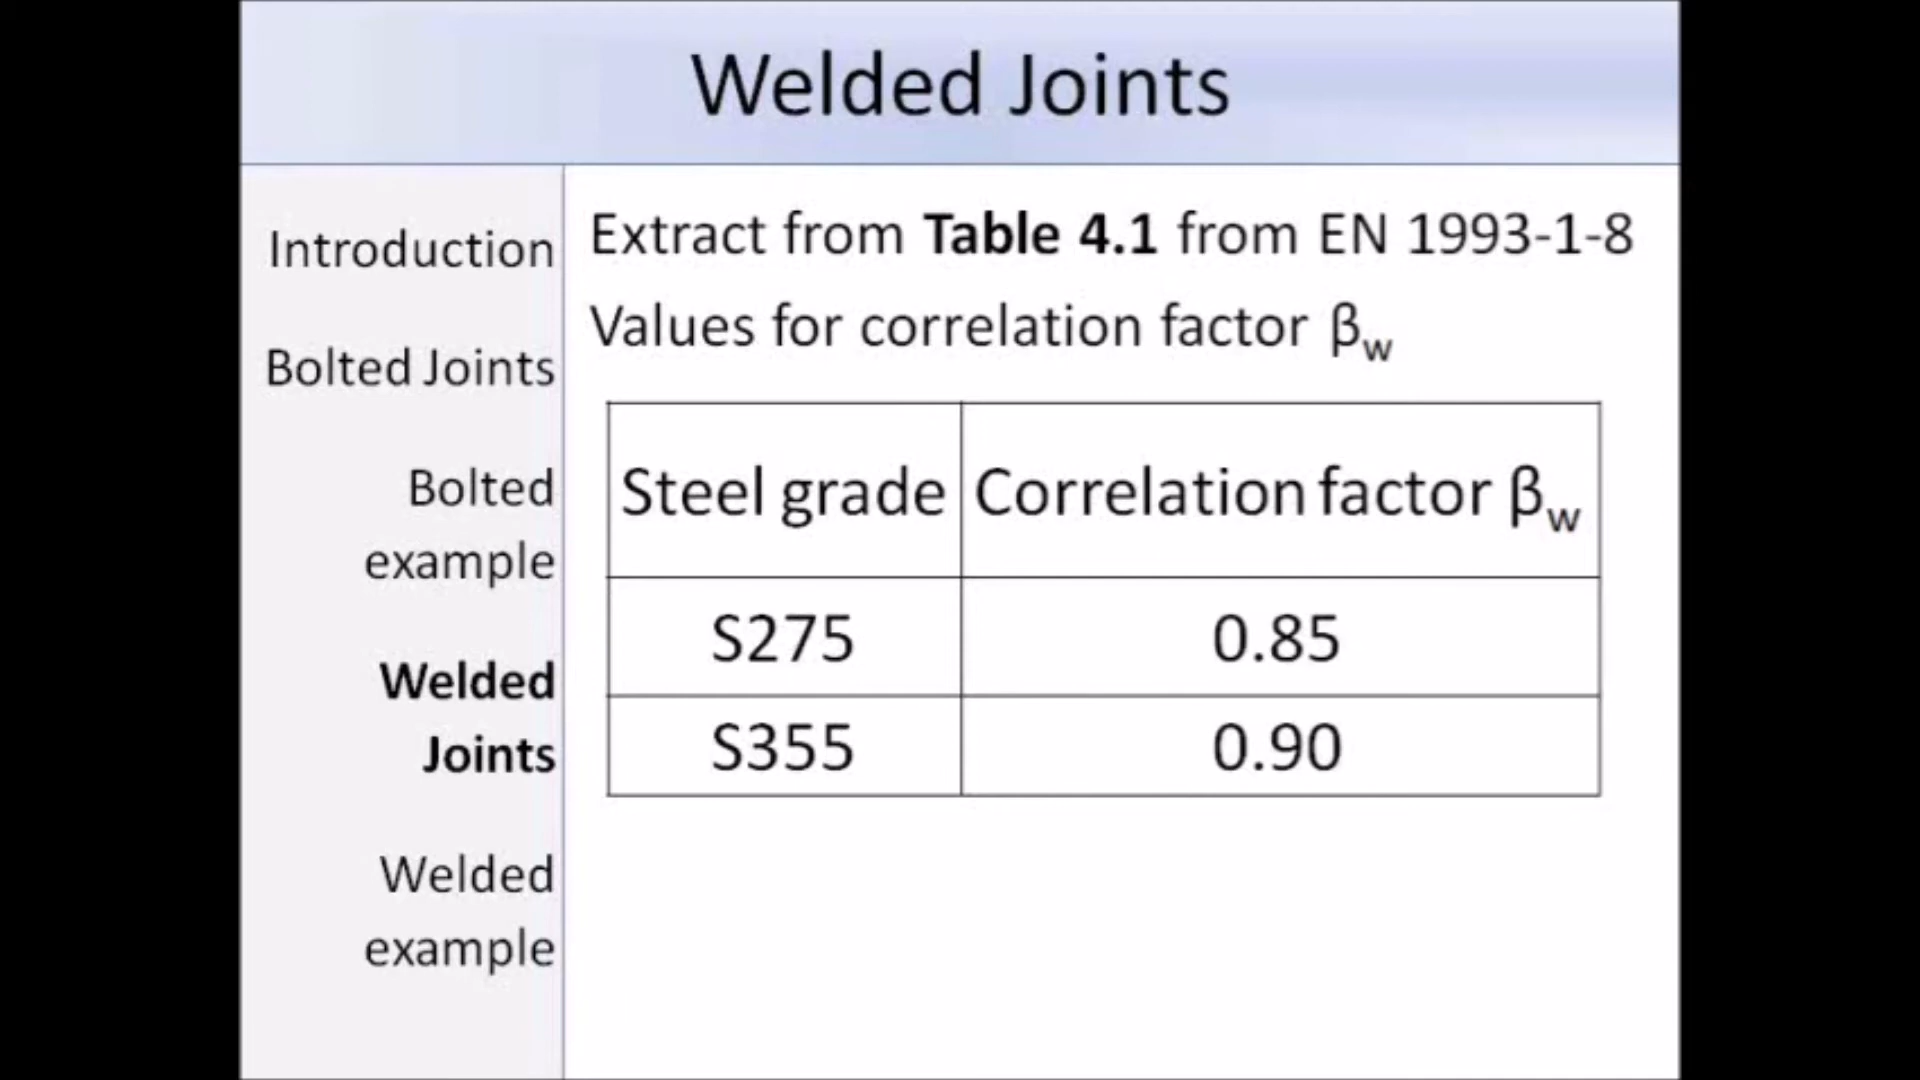 Welded Joints
Introduction
Bolted Joints
Bolted
example
Welded
Joints
Welded
example
Extract from Table 4.1 from EN 1993-1-8
Values for correlation factor βw
Steel grade Correlation factor βw
S275 0.85
S355 0.90